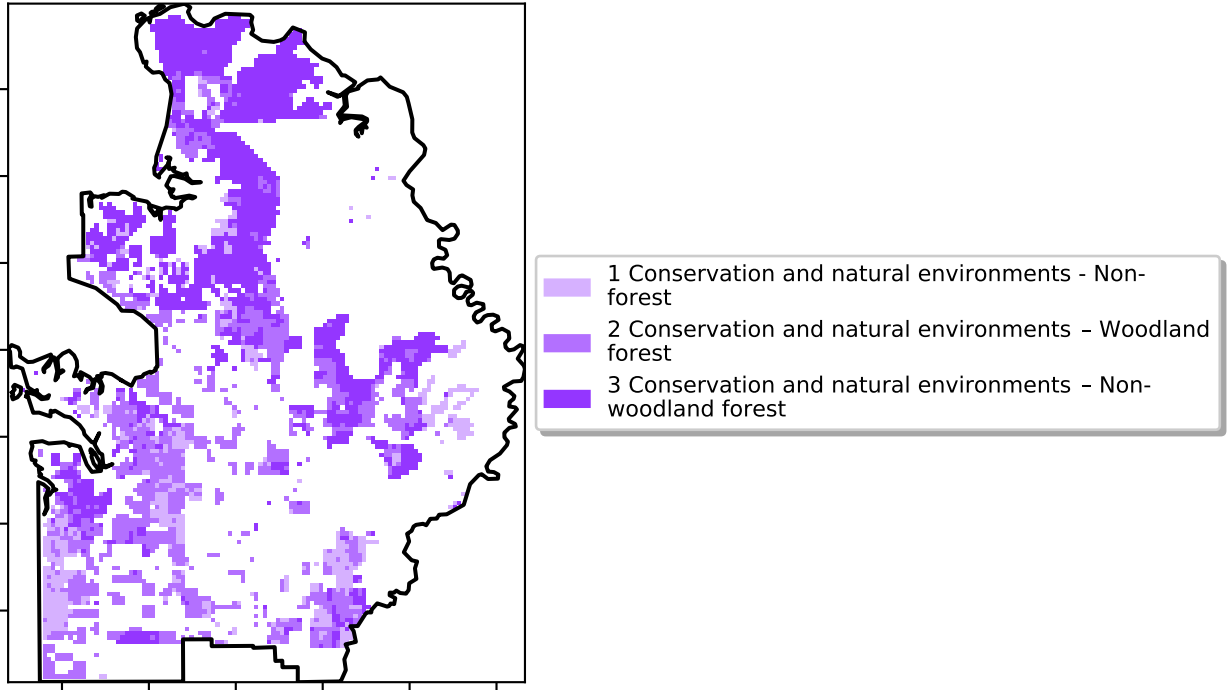 1 Conservation and natural environments - Non-
forest
2 Conservation and natural environments – Woodland
forest
3 Conservation and natural environments – Non-
woodland forest